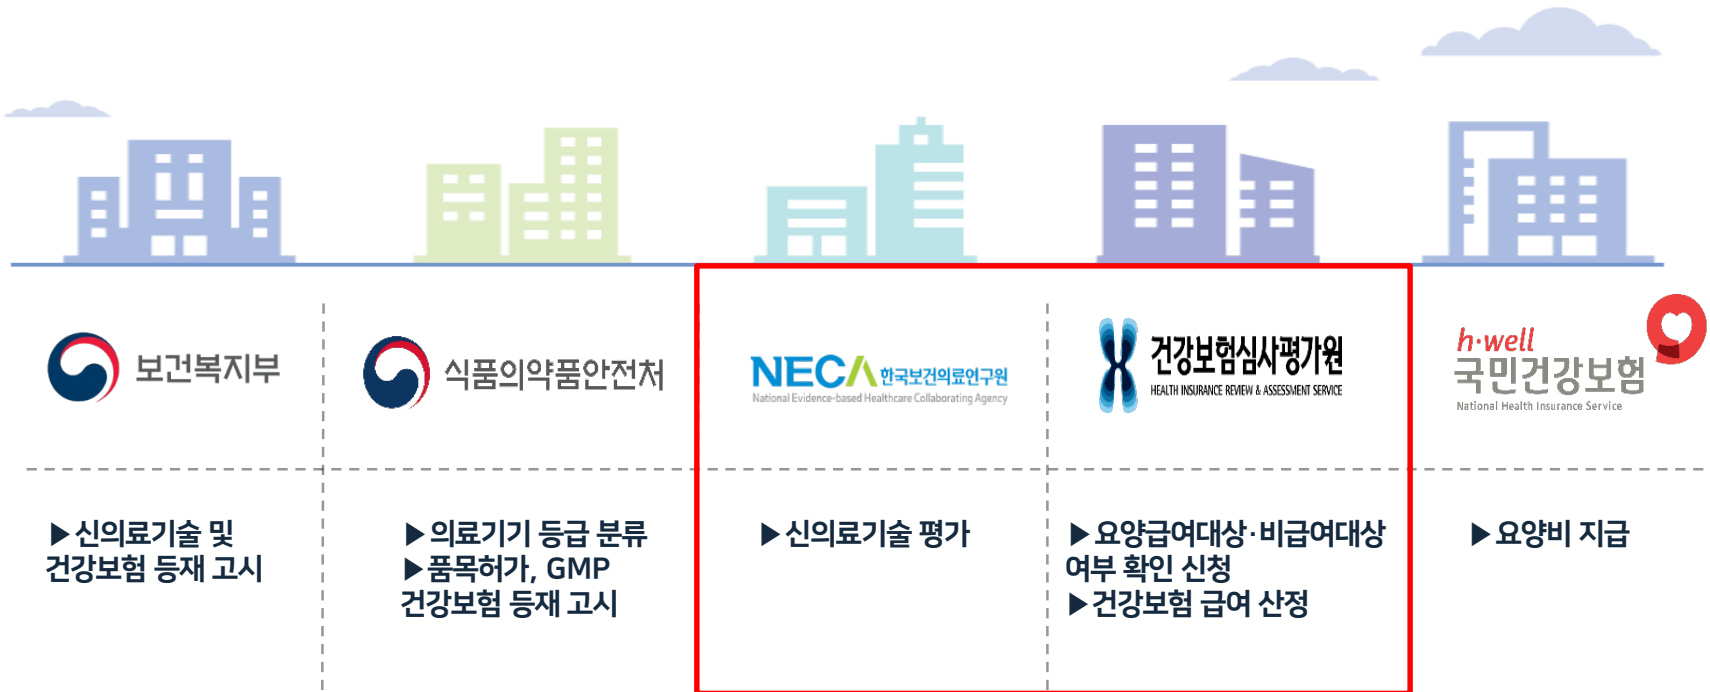 보건복지부
식품의약품안전처
NECA 한국보건의료연구원
National Evidence-based Healthcare Collaborating Agency
건강보험심사평가원
HEALTH INSURANCE REVIEW & ASSESSMENT SERVICE
h·well
국민건강보험
National Health Insurance Service
▶신의료기술 및
건강보험 등재 고시
▶의료기기 등급 분류
▶품목허가, GMP
건강보험 등재 고시
▶신의료기술 평가
▶요양급여대상·비급여대상
여부 확인 신청
▶건강보험 급여 산정
▶요양비 지급